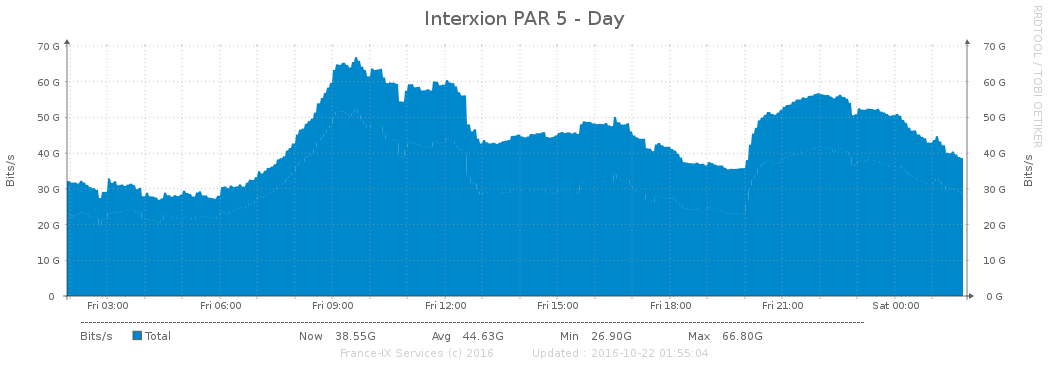 Interxion PAR 5 - Day
RRDTOOL / TOBI OETIKER
Bits/s
70 G 70 G
60 G 60 G
50 G 50 G
40 G 40 G
30 G 30 G
20 G 20 G
10 G 10 G
0 0 G
Bits/s
Fri 03:00 Fri 06:00 Fri 09:00 Fri 12:00 Fri 15:00 Fri 18:00 Fri 21:00 Sat 00:00
Bits/s Total Now 38.55G Avg 44.63G Min 26.90G Max 66.80G
France-IX Services (c) 2016 Updated : 2016-10-22 01:55:04